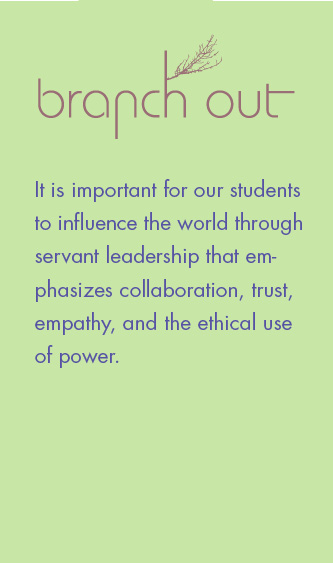 branch out
It is important for our students
to influence the world through
servant leadership that em-
phasizes collaboration, trust,
empathy, and the ethical use
of power.